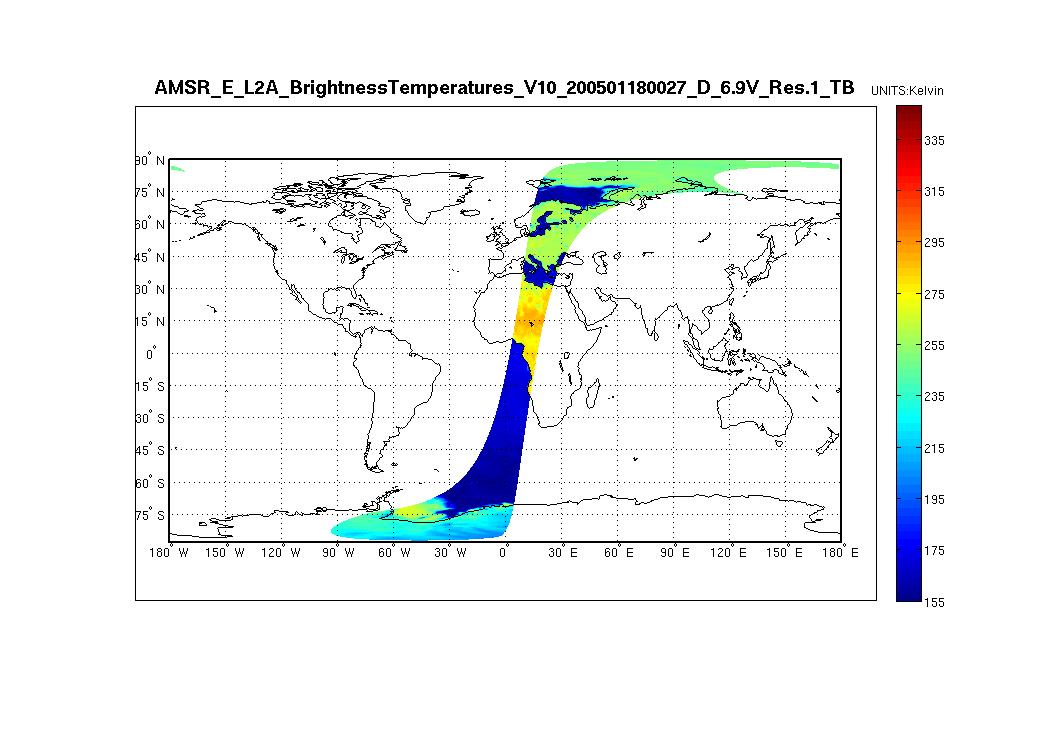 AMSR_E_L2A_BrightnessTemperatures_V10_200501180027_D_6.9V_Res.1_TB
UNITS:Kelvin
90° N
75° N
60° N
45° N
30° N
15° N
0°
15° S
30° S
45° S
60° S
75° S
180° W 150° W 120° W 90° W 60° W 30° W 0° 30° E 60° E 90° E 120° E 150° E 180° E
335
315
295
275
255
235
215
195
175
155